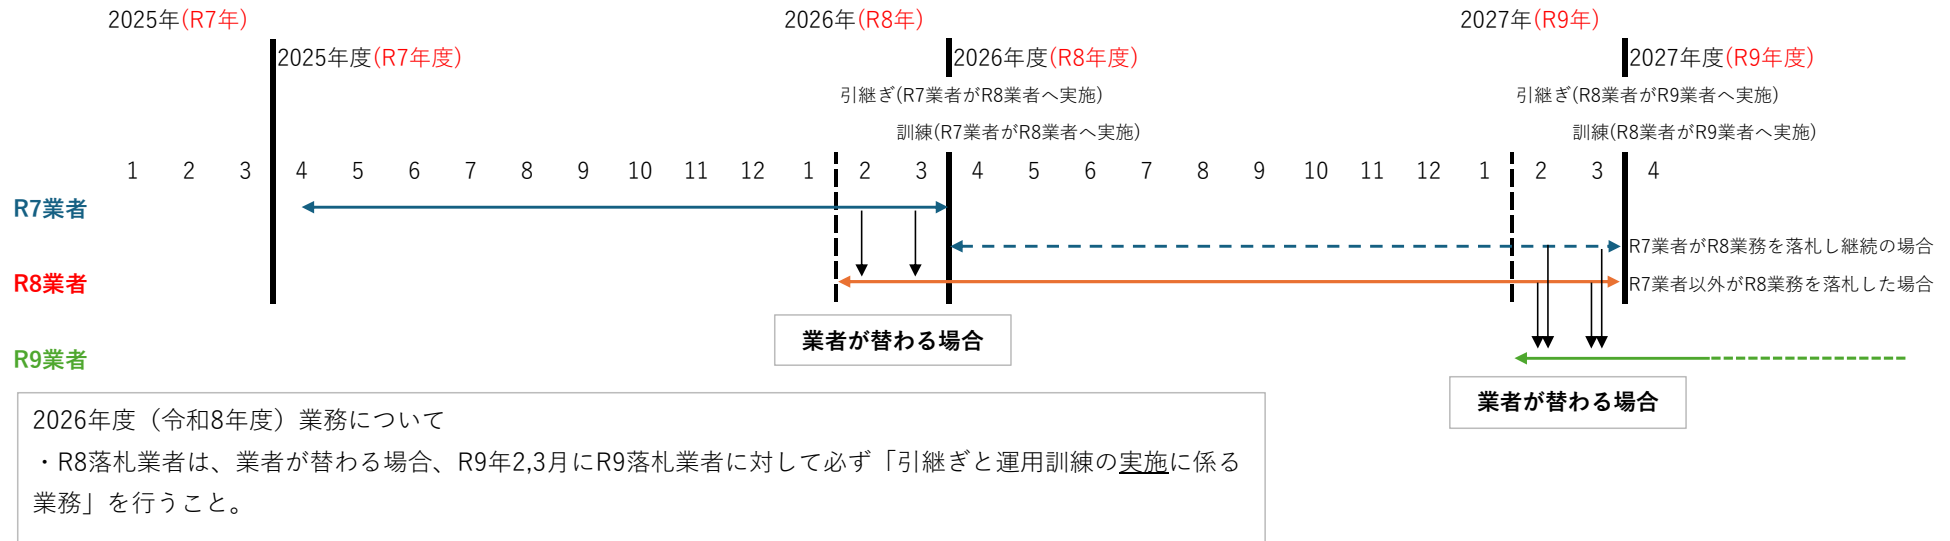 2025年(R7年)
2026年(R8年)
2027年(R9年)
2025年度(R7年度)
2026年度(R8年度)
2027年度(R9年度)
引継ぎ(R7業者がR8業者へ実施)
引継ぎ(R8業者がR9業者へ実施)
訓練(R7業者がR8業者へ実施)
訓練(R8業者がR9業者へ実施)
1 2 3 4 5 6 7 8 9 10 11 12 1 2 3 4 5 6 7 8 9 10 11 12 1 2 3 4
R7業者
R7業者がR8業務を落札し継続の場合
R8業者
R7業者以外がR8業務を落札した場合
業者が替わる場合
R9業者
業者が替わる場合
2026年度（令和8年度）業務について
・R8落札業者は、業者が替わる場合、R9年2,3月にR9落札業者に対して必ず「引継ぎと運用訓練の実施に係る
業務」を行うこと。